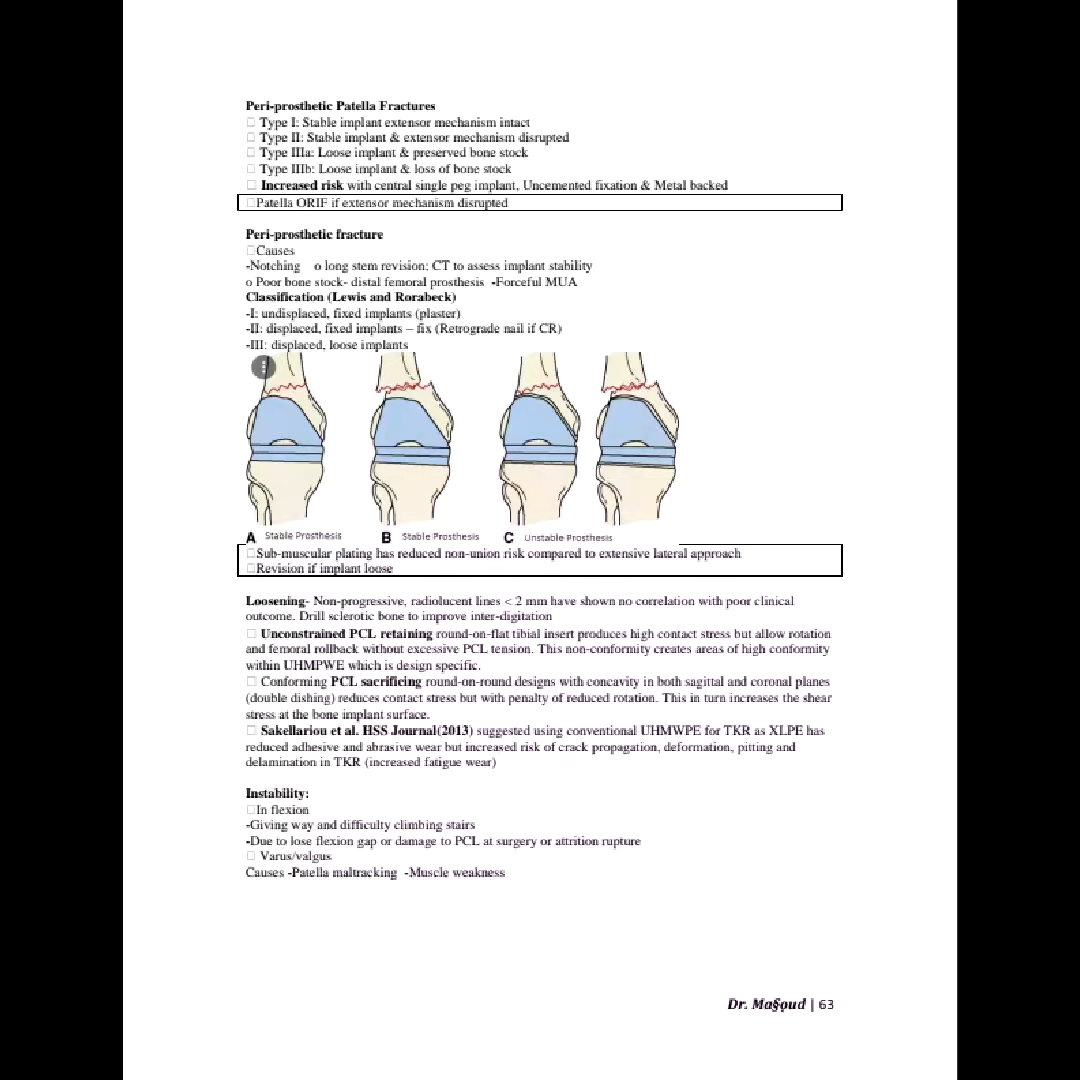 Peri-prosthetic Patella Fractures
Type I: Stable implant extensor mechanism intact
Type II: Stable implant & extensor mechanism disrupted
Type IIIa: Loose implant & preserved bone stock
Type IIIb: Loose implant & loss of bone stock
Increased risk with central single peg implant, Uncemented fixation & Metal backed
Patella ORIF if extensor mechanism disrupted
Peri-prosthetic fracture
Causes
-Notching o long stem revision; CT to assess implant stability
o Poor bone stock- distal femoral prosthesis -Forceful MUA
Classification (Lewis and Rorabeck)
-I: undisplaced, fixed implants (plaster)
-II: displaced, fixed implants – fix (Retrograde nail if CR)
-III: displaced, loose implants
A Stable Prosthesis B Stable Prosthesis C Unstable Prosthesis
Sub-muscular plating has reduced non-union risk compared to extensive lateral approach
Revision if implant loose
Loosening- Non-progressive, radiolucent lines < 2 mm have shown no correlation with poor clinical
outcome. Drill sclerotic bone to improve inter-digitation
Unconstrained PCL retaining round-on-flat tibial insert produces high contact stress but allow rotation
and femoral rollback without excessive PCL tension. This non-conformity creates areas of high conformity
within UHMPWE which is design specific.
Conforming PCL sacrificing round-on-round designs with concavity in both sagittal and coronal planes
(double dishing) reduces contact stress but with penalty of reduced rotation. This in turn increases the shear
stress at the bone implant surface.
Sakellariou et al. HSS Journal(2013) suggested using conventional UHMWPE for TKR as XLPE has
reduced adhesive and abrasive wear but increased risk of crack propagation, deformation, pitting and
delamination in TKR (increased fatigue wear)
Instability:
In flexion
-Giving way and difficulty climbing stairs
-Due to lose flexion gap or damage to PCL at surgery or attrition rupture
Varus/valgus
Causes -Patella maltracking -Muscle weakness
Dr. Ma§oud | 63